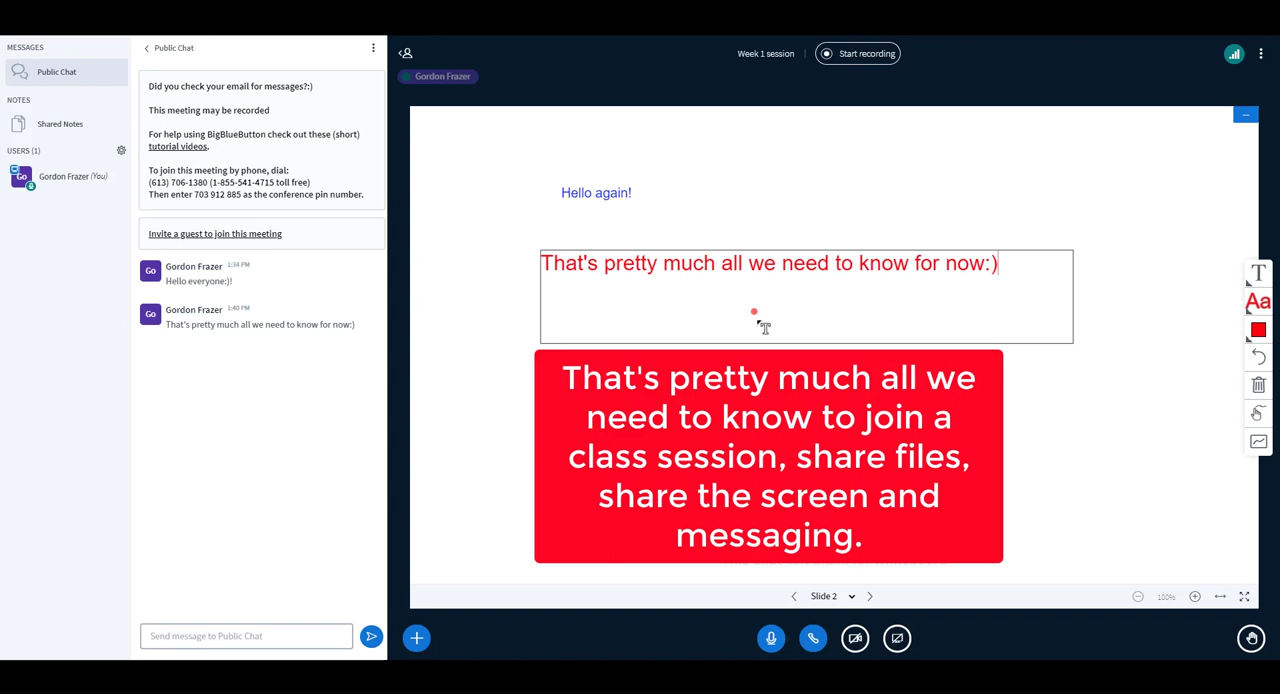 MESSAGES
Public Chat
NOTES
Shared Notes
USERS (1)
Go
Gordon Frazer (You)
Public Chat
Did you check your email for messages?:)
This meeting may be recorded
For help using BigBlueButton check out these (short)
tutorial videos.
To join this meeting by phone, dial:
(613) 706-1380 (1-855-541-4715 toll free)
Then enter 703 912 885 as the conference pin number.
Invite a guest to join this meeting
Go
Gordon Frazer 1:34 PM
Hello everyone:)!
Go
Gordon Frazer 1:40 PM
That's pretty much all we need to know for now:)
Send message to Public Chat
Week 1 session
Start recording
Gordon Frazer
Hello again!
That's pretty much all we need to know for now:)
T
Aa
That's pretty much all we
need to know to join a
class session, share files,
share the screen and
messaging.
Slide 2
100%